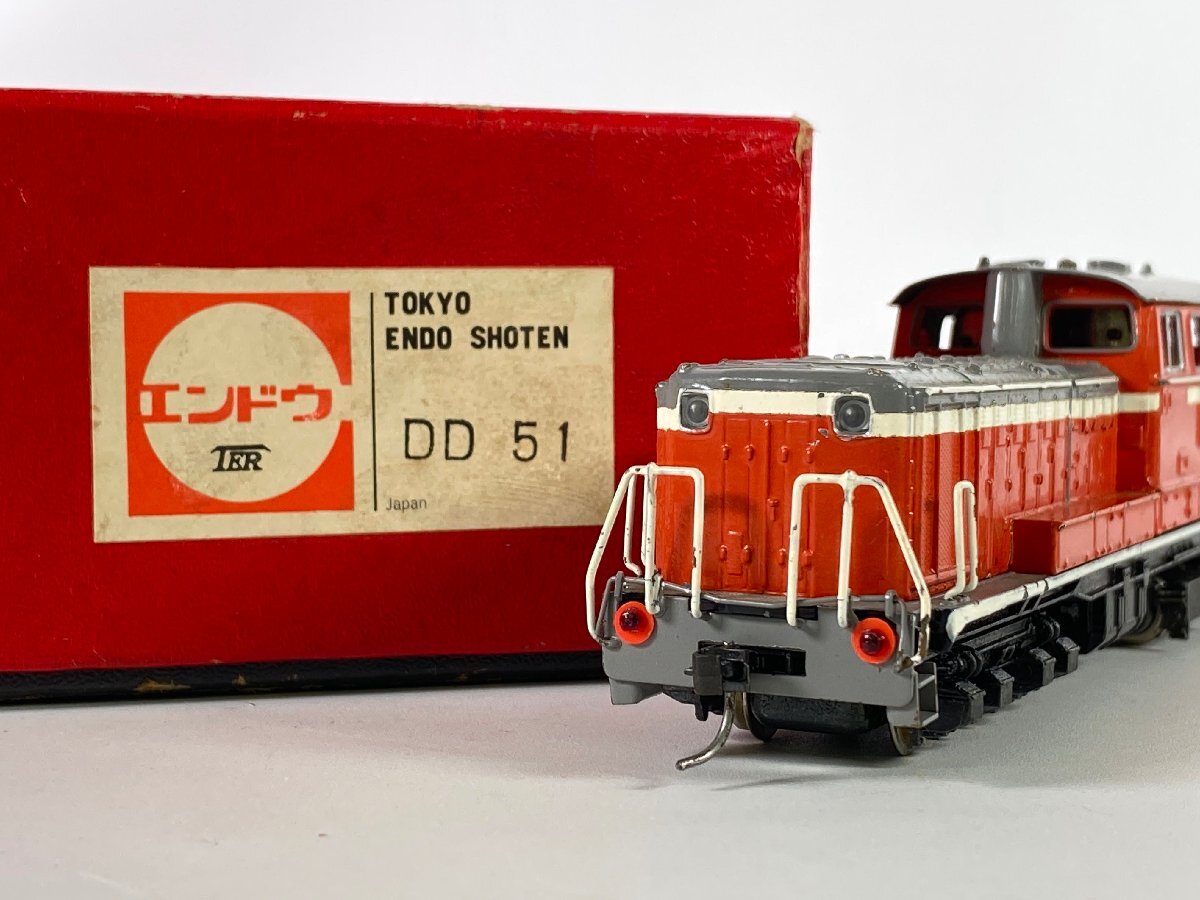 エンドウ
TER
TOKYO
ENDO SHOTEN
DD 51
Japan